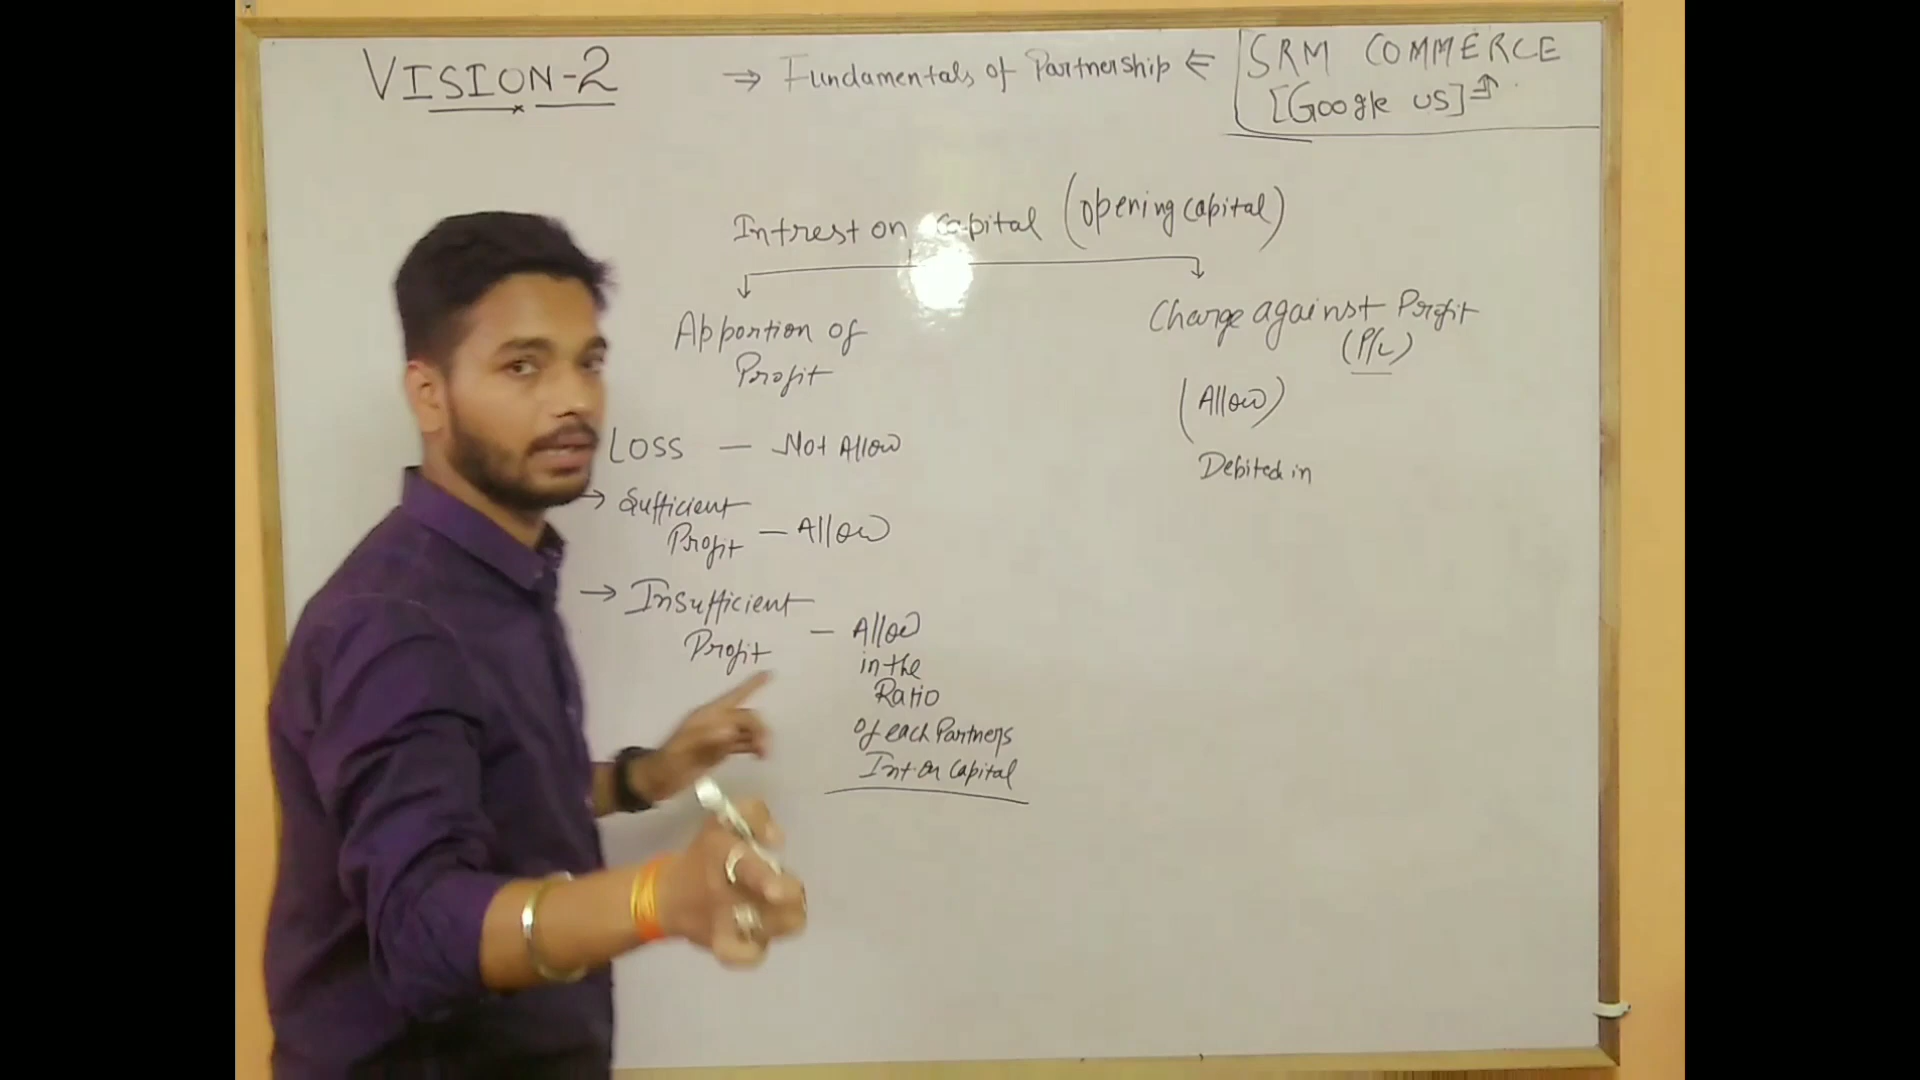 VISION-2
⇒ Fundamentals of Partnership ⇐
SRM COMMERCE
[Google us]
Intrest on Capital (opening capital)
Apportion of
Profit
LOSS — Not Allow
→ Sufficient
Profit — Allow
→ Insufficient
Profit — Allow
in the
Ratio
of each Partners
Int. on Capital
Charge against Profit
(P/L)
(Allow)
Debited in